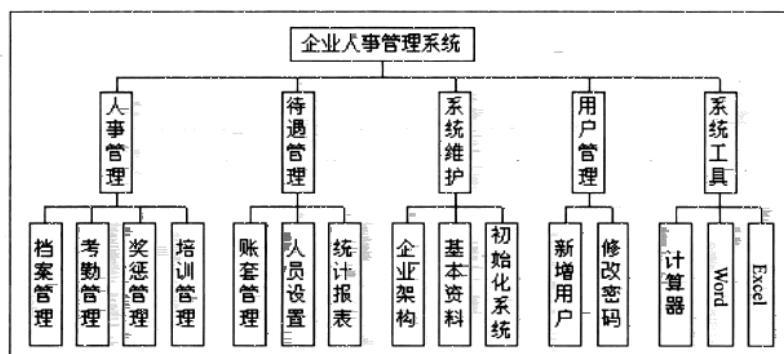 企业人事管理系统
人事管理
待遇管理
系统维护
用户管理
系统工具
档案管理
考勤管理
奖惩管理
培训管理
账套管理
人员设置
统计报表
企业架构
基本资料
初始化系统
新增用户
修改密码
计算器
Word
Excel